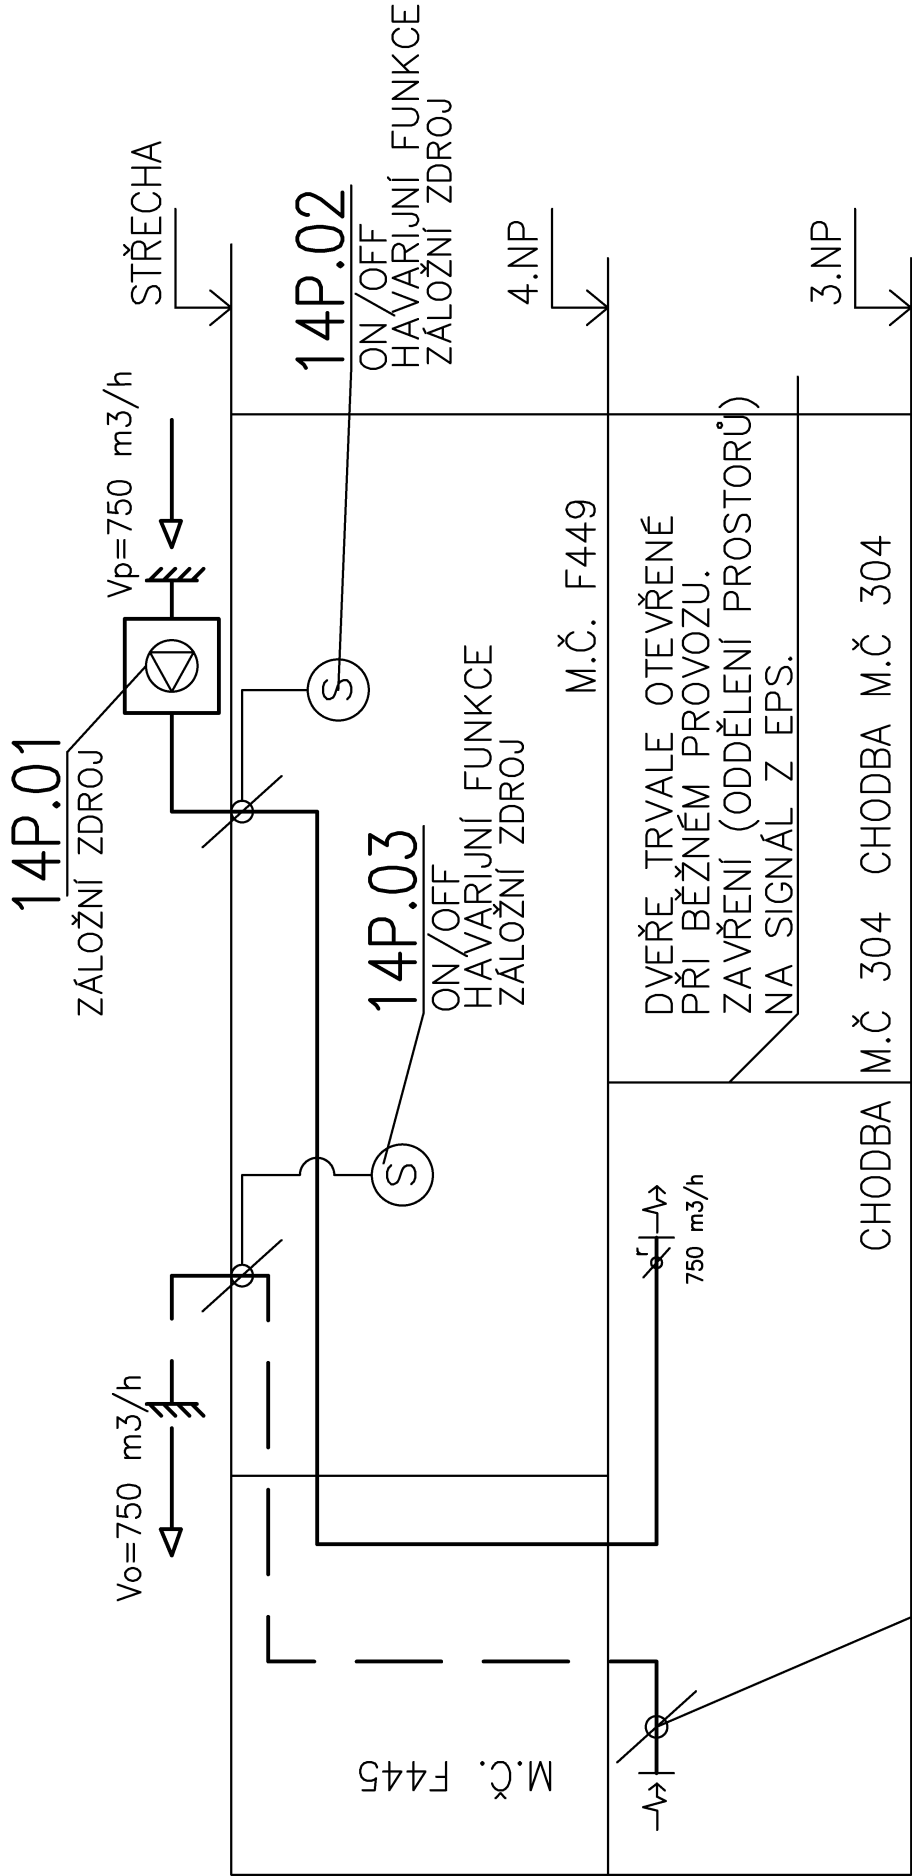 Vo=750 m3/h
14P.01
ZÁLOŽNÍ ZDROJ
Vp=750 m3/h
STŘECHA
14P.02
ON/OFF
HAVARIJNÍ FUNKCE
ZÁLOŽNÍ ZDROJ
S
14P.03
ON/OFF
HAVARIJNÍ FUNKCE
ZÁLOŽNÍ ZDROJ
S
M.Č. F445
M.Č. F449
4.NP
r
750 m3/h
DVEŘE TRVALE OTEVŘENÉ
PŘI BĚŽNÉM PROVOZU.
ZAVŘENÍ (ODDĚLENÍ PROSTORŮ)
NA SIGNÁL Z EPS.
3.NP
CHODBA M.Č 304 CHODBA M.Č 304